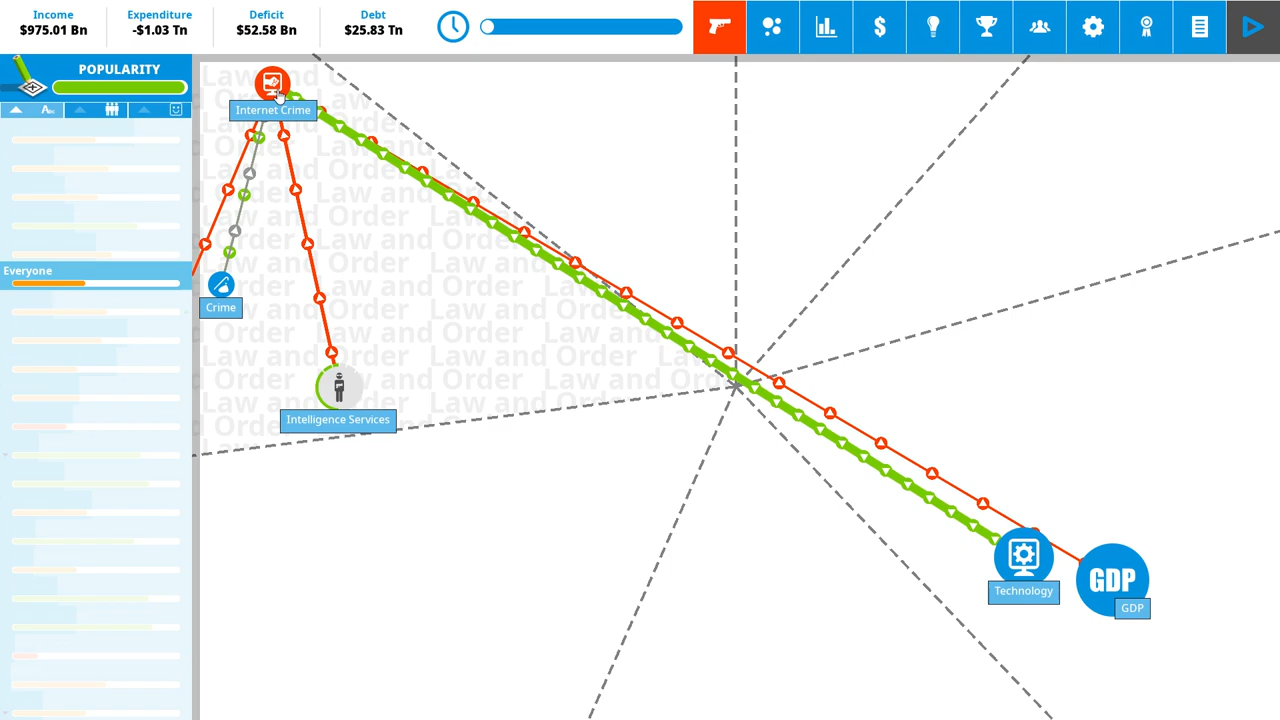 Income
$975.01 Bn
Expenditure
-$1.03 Tn
Deficit
$52.58 Bn
Debt
$25.83 Tn
POPULARITY
Everyone
Internet Crime
Crime
Intelligence Services
Technology
GDP
GDP
Law and Order